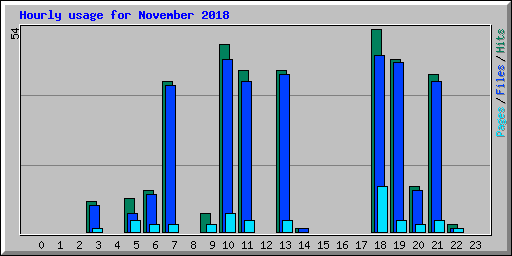 Hourly usage for November 2018
54
Pages / Files / Hits
0 1 2 3 4 5 6 7 8 9 10 11 12 13 14 15 16 17 18 19 20 21 22 23